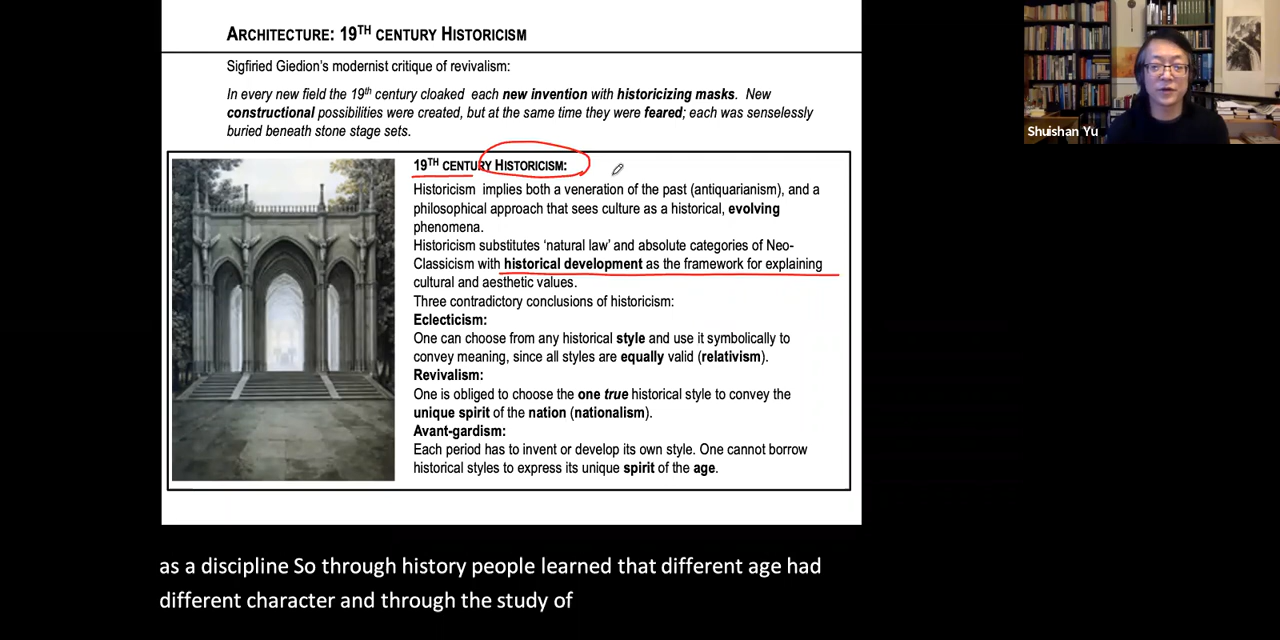 ARCHITECTURE: 19TH CENTURY HISTORICISM
Sigfried Giedion's modernist critique of revivalism:
In every new field the 19th century cloaked each new invention with historicizing masks. New
constructional possibilities were created, but at the same time they were feared; each was senselessly
buried beneath stone stage sets.
19TH CENTURY HISTORICISM:
Historicism implies both a veneration of the past (antiquarianism), and a
philosophical approach that sees culture as a historical, evolving
phenomena.
Historicism substitutes 'natural law' and absolute categories of Neo-
Classicism with historical development as the framework for explaining
cultural and aesthetic values.
Three contradictory conclusions of historicism:
Eclecticism:
One can choose from any historical style and use it symbolically to
convey meaning, since all styles are equally valid (relativism).
Revivalism:
One is obliged to choose the one true historical style to convey the
unique spirit of the nation (nationalism).
Avant-gardism:
Each period has to invent or develop its own style. One cannot borrow
historical styles to express its unique spirit of the age.
Shuishan Yu
as a discipline So through history people learned that different age had
different character and through the study of